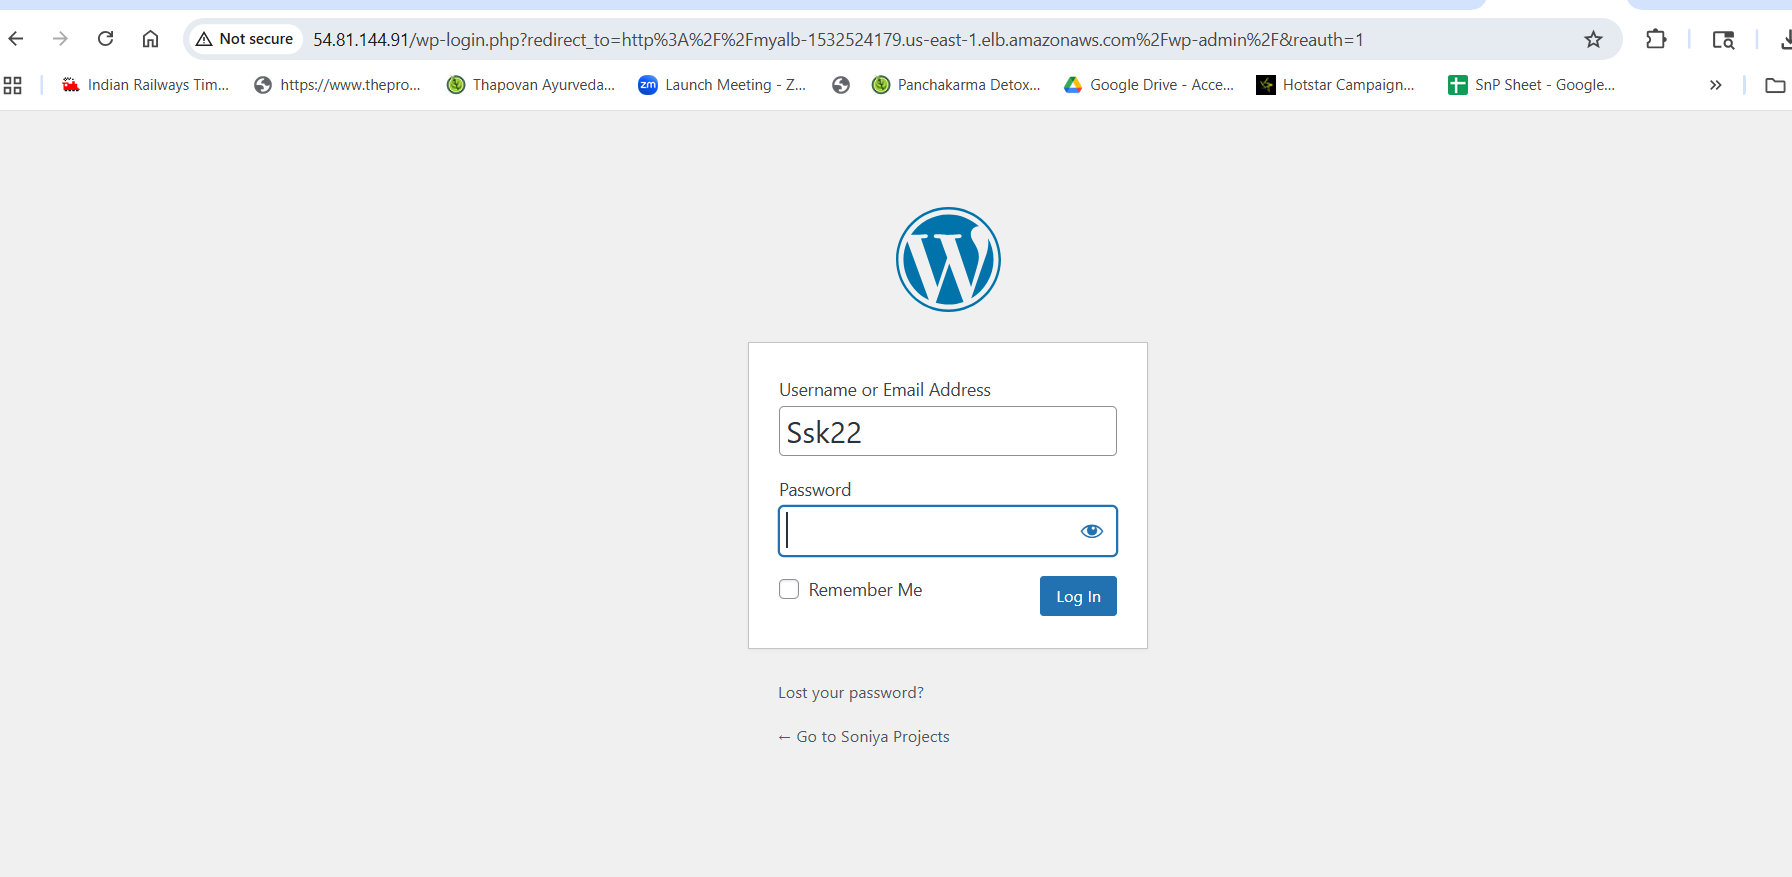 Not secure 54.81.144.91/wp-login.php?redirect_to=http%3A%2F%2Fmyalb-1532524179.us-east-1.elb.amazonaws.com%2Fwp-admin%2F&reauth=1
Indian Railways Tim... https://www.thepro... Thapovan Ayurveda... zm Launch Meeting - Z... Panchakarma Detox... Google Drive - Acce... Hotstar Campaign... SnP Sheet - Google... »
Username or Email Address
Ssk22
Password
Remember Me
Log In
Lost your password?
← Go to Soniya Projects